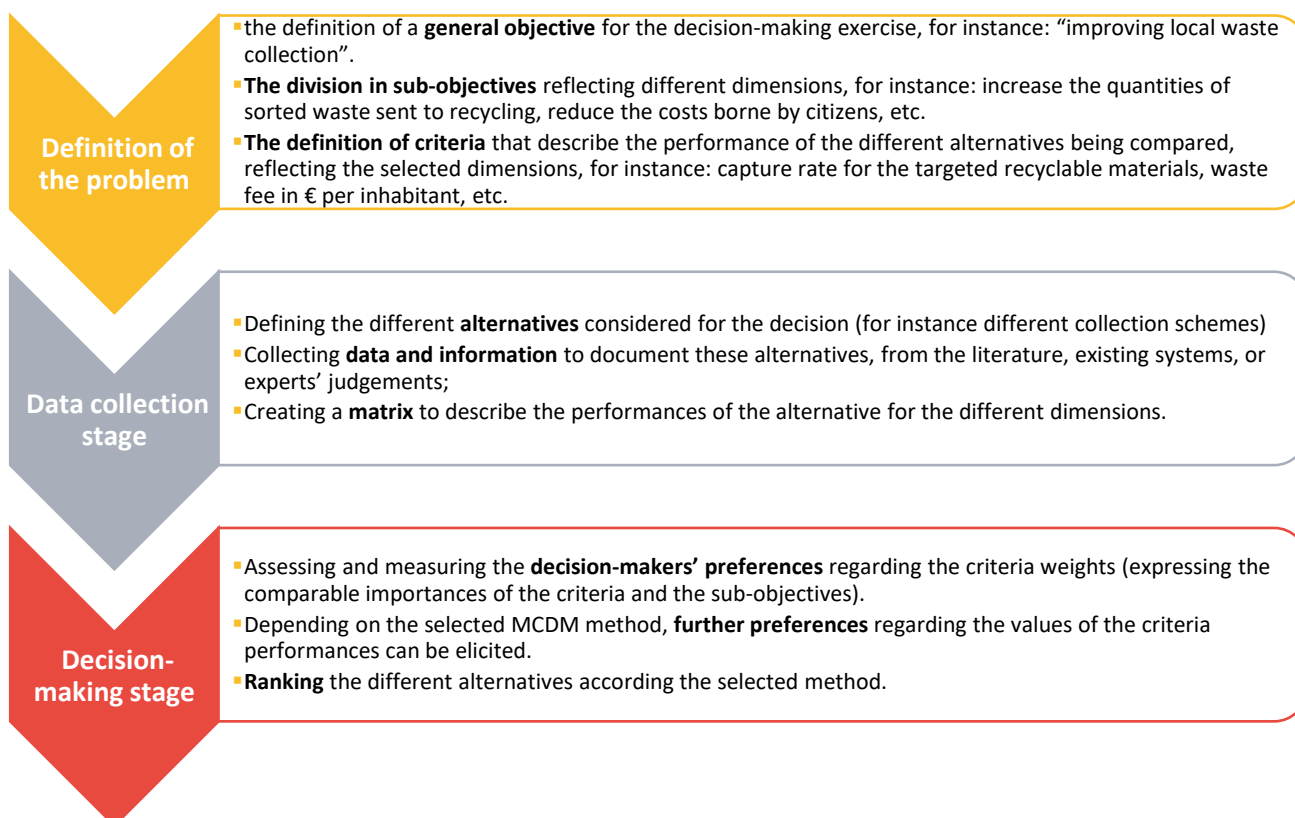 Definition of
the problem
▪the definition of a general objective for the decision-making exercise, for instance: “improving local waste
collection”.
▪The division in sub-objectives reflecting different dimensions, for instance: increase the quantities of
sorted waste sent to recycling, reduce the costs borne by citizens, etc.
▪The definition of criteria that describe the performance of the different alternatives being compared,
reflecting the selected dimensions, for instance: capture rate for the targeted recyclable materials, waste
fee in € per inhabitant, etc.
Data collection
stage
▪Defining the different alternatives considered for the decision (for instance different collection schemes)
▪Collecting data and information to document these alternatives, from the literature, existing systems, or
experts’ judgements;
▪Creating a matrix to describe the performances of the alternative for the different dimensions.
Decision-
making stage
▪Assessing and measuring the decision-makers’ preferences regarding the criteria weights (expressing the
comparable importances of the criteria and the sub-objectives).
▪Depending on the selected MCDM method, further preferences regarding the values of the criteria
performances can be elicited.
▪Ranking the different alternatives according the selected method.